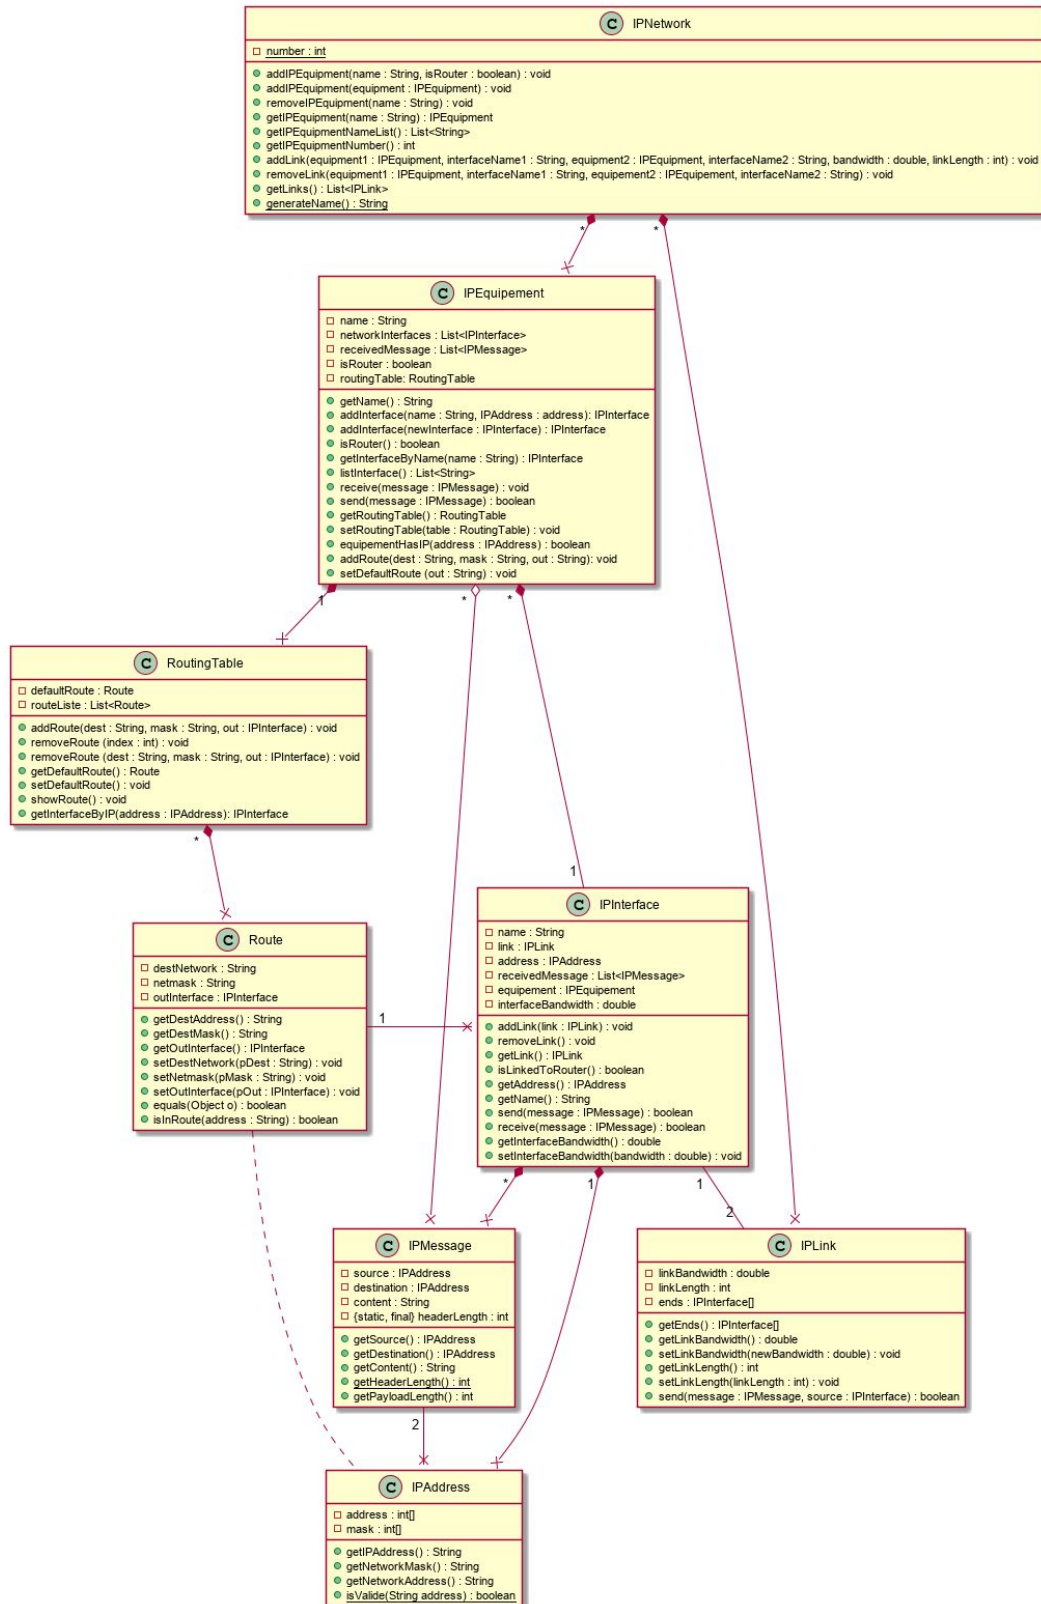 C IPNetwork
number : int
addIPEquipment(name : String, isRouter : boolean) : void
addIPEquipment(equipment : IPEquipment) : void
removeIPEquipment(name : String) : void
getIPEquipment(name : String) : IPEquipment
getIPEquipmentNameList() : List<String>
getIPEquipmentNumber() : int
addLink(equipment1 : IPEquipment, interfaceName1 : String, equipment2 : IPEquipment, interfaceName2 : String, bandwidth : double, linkLength : int) : void
removeLink(equipment1 : IPEquipment, interfaceName1 : String, equipement2 : IPEquipement, interfaceName2 : String) : void
getLinks() : List<IPLink>
generateName() : String
* *
C IPEquipement
name : String
networkInterfaces : List<IPInterface>
receivedMessage : List<IPMessage>
isRouter : boolean
routingTable: RoutingTable
getName() : String
addInterface(name : String, IPAddress : address): IPInterface
addInterface(newInterface : IPInterface) : IPInterface
isRouter() : boolean
getInterfaceByName(name : String) : IPInterface
listInterface() : List<String>
receive(message : IPMessage) : void
send(message : IPMessage) : boolean
getRoutingTable() : RoutingTable
setRoutingTable(table : RoutingTable) : void
equipementHasIP(address : IPAddress) : boolean
addRoute(dest : String, mask : String, out : String): void
setDefaultRoute (out : String) : void
1 * *
C RoutingTable
defaultRoute : Route
routeListe : List<Route>
addRoute(dest : String, mask : String, out : IPInterface) : void
removeRoute (index : int) : void
removeRoute (dest : String, mask : String, out : IPInterface) : void
getDefaultRoute() : Route
setDefaultRoute() : void
showRoute() : void
getInterfaceByIP(address : IPAddress): IPInterface
*
1
C Route
destNetwork : String
netmask : String
outInterface : IPInterface
getDestAddress() : String
getDestMask() : String
getOutInterface() : IPInterface
setDestNetwork(pDest : String) : void
setNetmask(pMask : String) : void
setOutInterface(pOut : IPInterface) : void
equals(Object o) : boolean
isInRoute(address : String) : boolean
1
C IPInterface
name : String
link : IPLink
address : IPAddress
receivedMessage : List<IPMessage>
equipement : IPEquipement
interfaceBandwidth : double
addLink(link : IPLink) : void
removeLink() : void
getLink() : IPLink
isLinkedToRouter() : boolean
getAddress() : IPAddress
getName() : String
send(message : IPMessage) : boolean
receive(message : IPMessage) : boolean
getInterfaceBandwidth() : double
setInterfaceBandwidth(bandwidth : double) : void
* 1 1
2
C IPMessage
source : IPAddress
destination : IPAddress
content : String
{static, final} headerLength : int
getSource() : IPAddress
getDestination() : IPAddress
getContent() : String
getHeaderLength() : int
getPayloadLength() : int
2
C IPLink
linkBandwidth : double
linkLength : int
ends : IPInterface[]
getEnds() : IPInterface[]
getLinkBandwidth() : double
setLinkBandwidth(newBandwidth : double) : void
getLinkLength() : int
setLinkLength(linkLength : int) : void
send(message : IPMessage, source : IPInterface) : boolean
C IPAddress
address : int[]
mask : int[]
getIPAddress() : String
getNetworkMask() : String
getNetworkAddress() : String
isValide(String address) : boolean